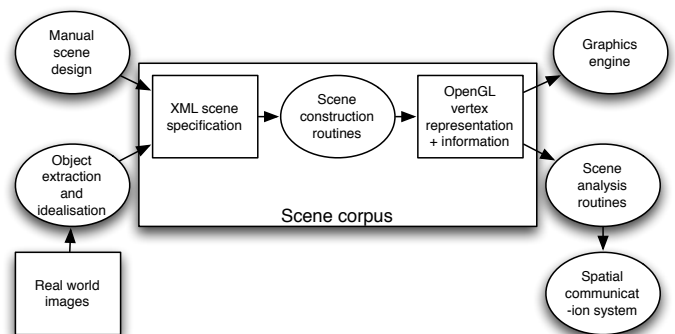 Manual
scene
design
Object
extraction
and
idealisation
Real world
images
XML scene
specification
Scene
construction
routines
OpenGL
vertex
representation
+ information
Scene corpus
Graphics
engine
Scene
analysis
routines
Spatial
communicat
-ion system